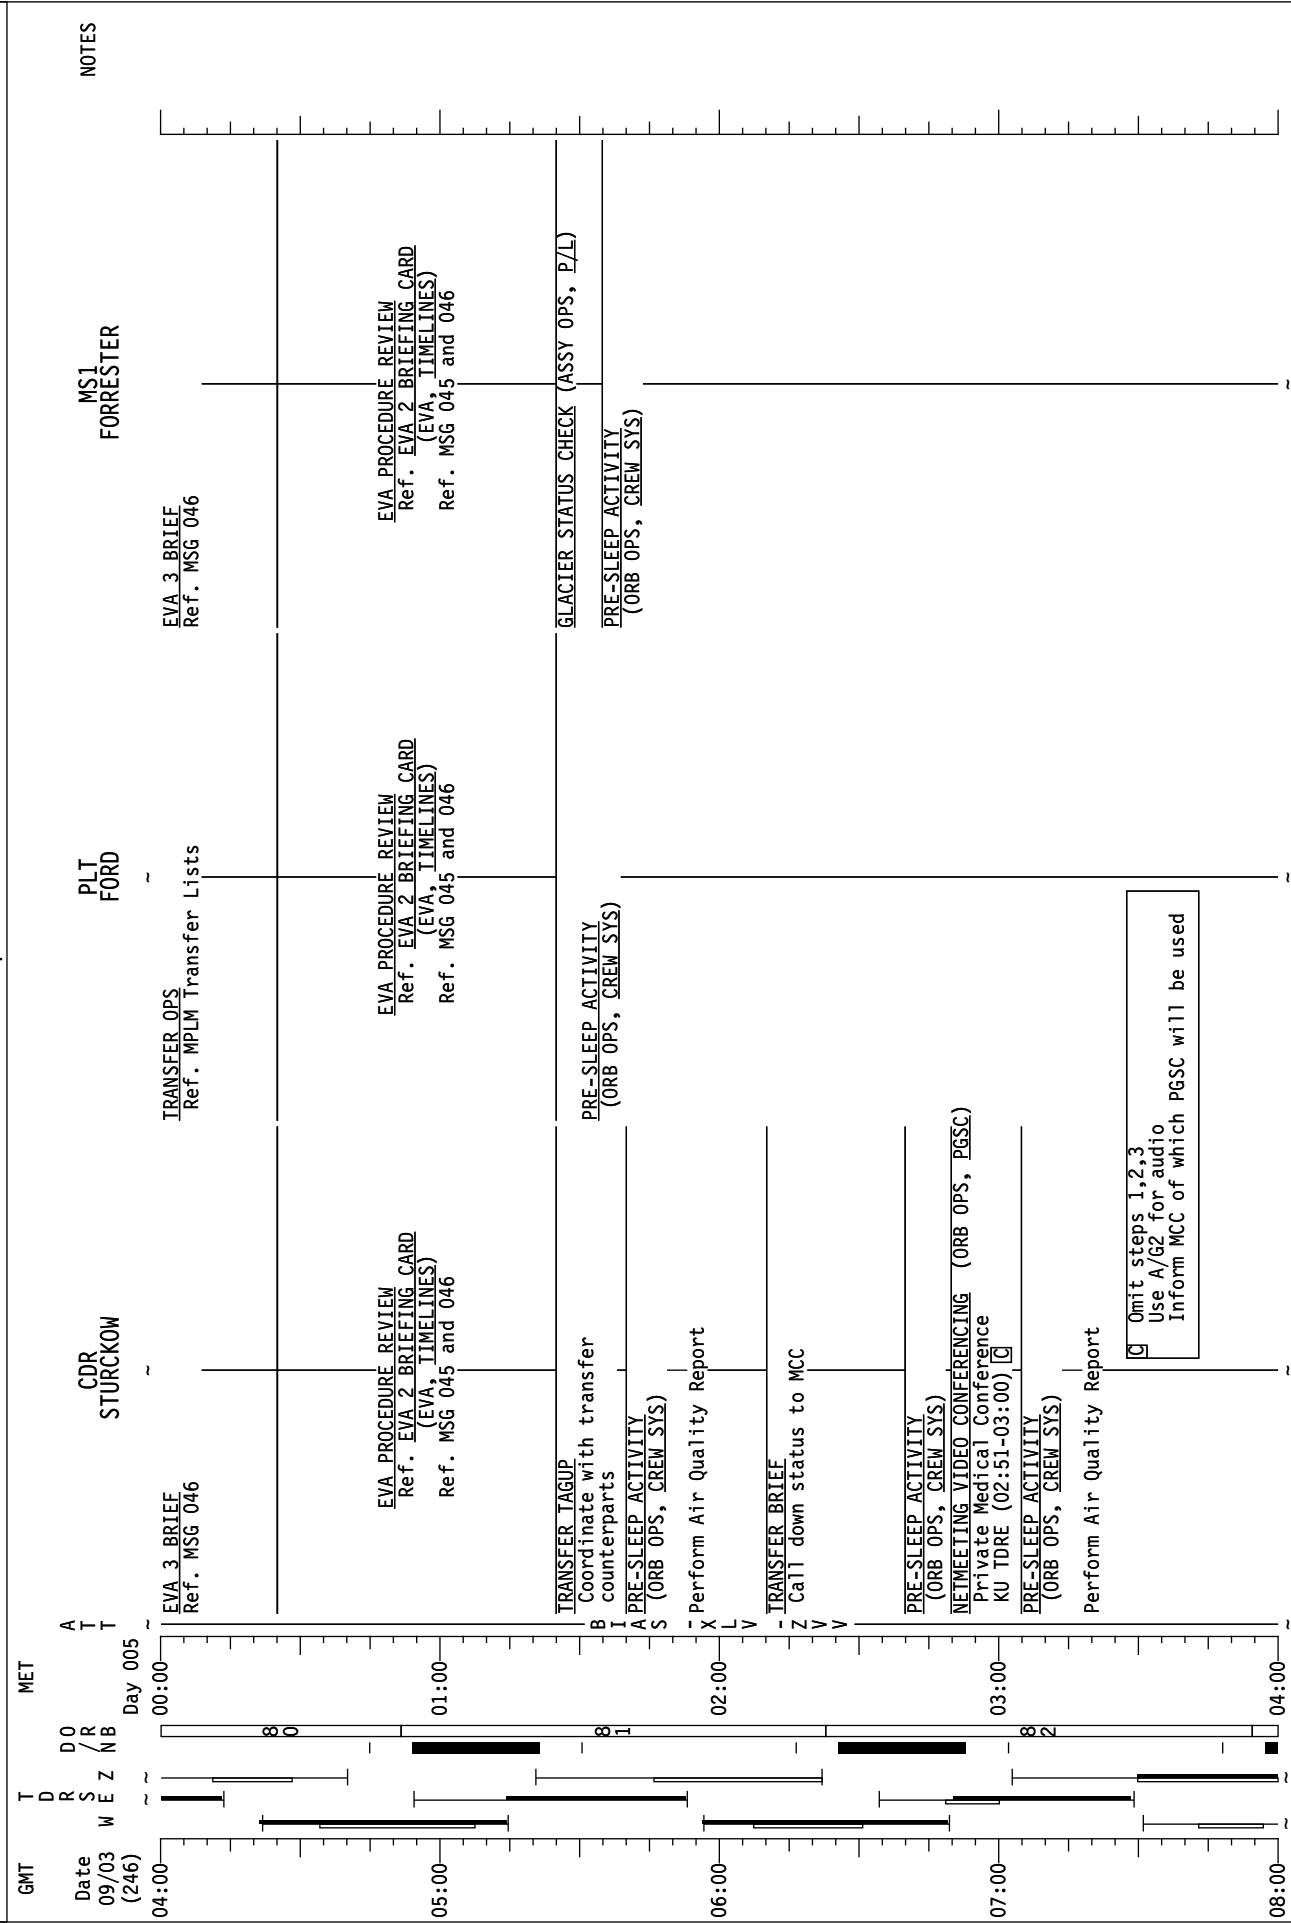 GMT
MET
CDR
STURCKOW
PLT
FORD
MS1
FORRESTER
NOTES
Date
09/03
(246)
T
D
R
S
W E Z
D O
/ R
N B
Day 005
A
T
T
04:00
05:00
06:00
07:00
08:00
80
81
82
00:00
01:00
02:00
03:00
04:00
B
I
A
S
-
X
L
V
-
Z
V
V
EVA 3 BRIEF
Ref. MSG 046
EVA PROCEDURE REVIEW
Ref. EVA 2 BRIEFING CARD
(EVA, TIMELINES)
Ref. MSG 045 and 046
TRANSFER TAGUP
Coordinate with transfer
counterparts
PRE-SLEEP ACTIVITY
(ORB OPS, CREW SYS)
Perform Air Quality Report
TRANSFER BRIEF
Call down status to MCC
PRE-SLEEP ACTIVITY
(ORB OPS, CREW SYS)
NETMEETING VIDEO CONFERENCING (ORB OPS, PGSC)
Private Medical Conference
KU TDRE (02:51-03:00) C
PRE-SLEEP ACTIVITY
(ORB OPS, CREW SYS)
Perform Air Quality Report
C Omit steps 1,2,3
Use A/G2 for audio
Inform MCC of which PGSC will be used
TRANSFER OPS
Ref. MPLM Transfer Lists
EVA PROCEDURE REVIEW
Ref. EVA 2 BRIEFING CARD
(EVA, TIMELINES)
Ref. MSG 045 and 046
PRE-SLEEP ACTIVITY
(ORB OPS, CREW SYS)
EVA 3 BRIEF
Ref. MSG 046
EVA PROCEDURE REVIEW
Ref. EVA 2 BRIEFING CARD
(EVA, TIMELINES)
Ref. MSG 045 and 046
GLACIER STATUS CHECK (ASSY OPS, P/L)
PRE-SLEEP ACTIVITY
(ORB OPS, CREW SYS)